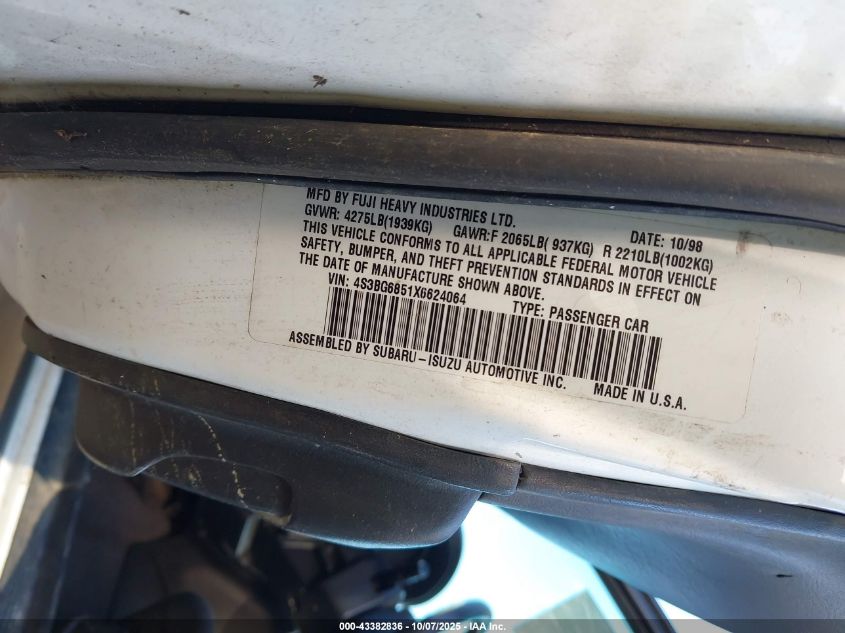 MFD BY FUJI HEAVY INDUSTRIES LTD. DATE: 10/98
GVWR: 4275LB(1939KG) GAWR:F 2065LB( 937KG) R 2210LB(1002KG)
THIS VEHICLE CONFORMS TO ALL APPLICABLE FEDERAL MOTOR VEHICLE
SAFETY, BUMPER, AND THEFT PREVENTION STANDARDS IN EFFECT ON
THE DATE OF MANUFACTURE SHOWN ABOVE.
VIN: 4S3BG6851X6624064 TYPE: PASSENGER CAR
ASSEMBLED BY SUBARU-ISUZU AUTOMOTIVE INC. MADE IN U.S.A.
000-43382836 - 10/07/2025 - © IAA Inc.